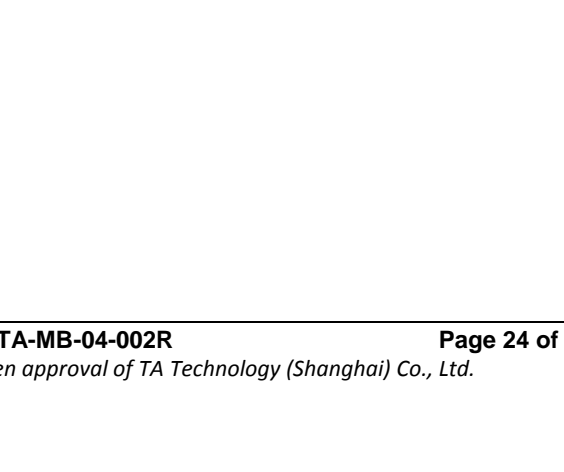 TA-MB-04-002R Page 24 of
en approval of TA Technology (Shanghai) Co., Ltd.